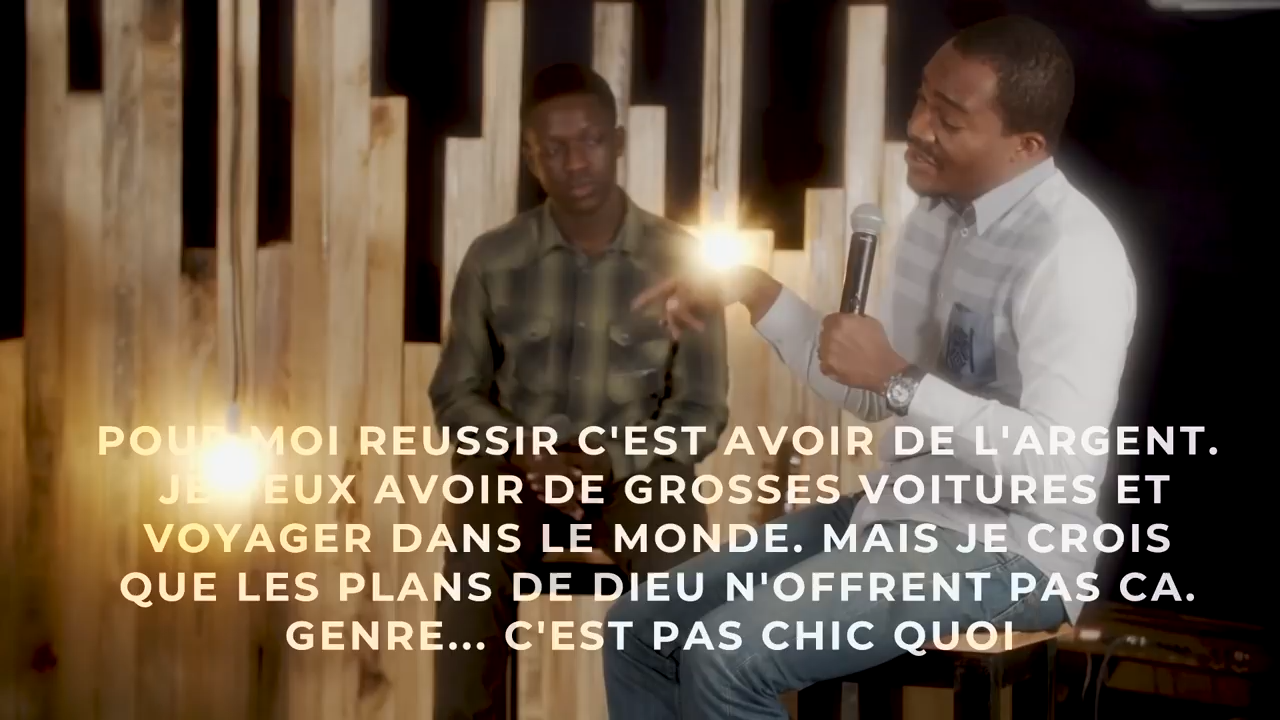 POUR MOI REUSSIR C'EST AVOIR DE L'ARGENT.
JE VEUX AVOIR DE GROSSES VOITURES ET
VOYAGER DANS LE MONDE. MAIS JE CROIS
QUE LES PLANS DE DIEU N'OFFRENT PAS CA.
GENRE... C'EST PAS CHIC QUOI